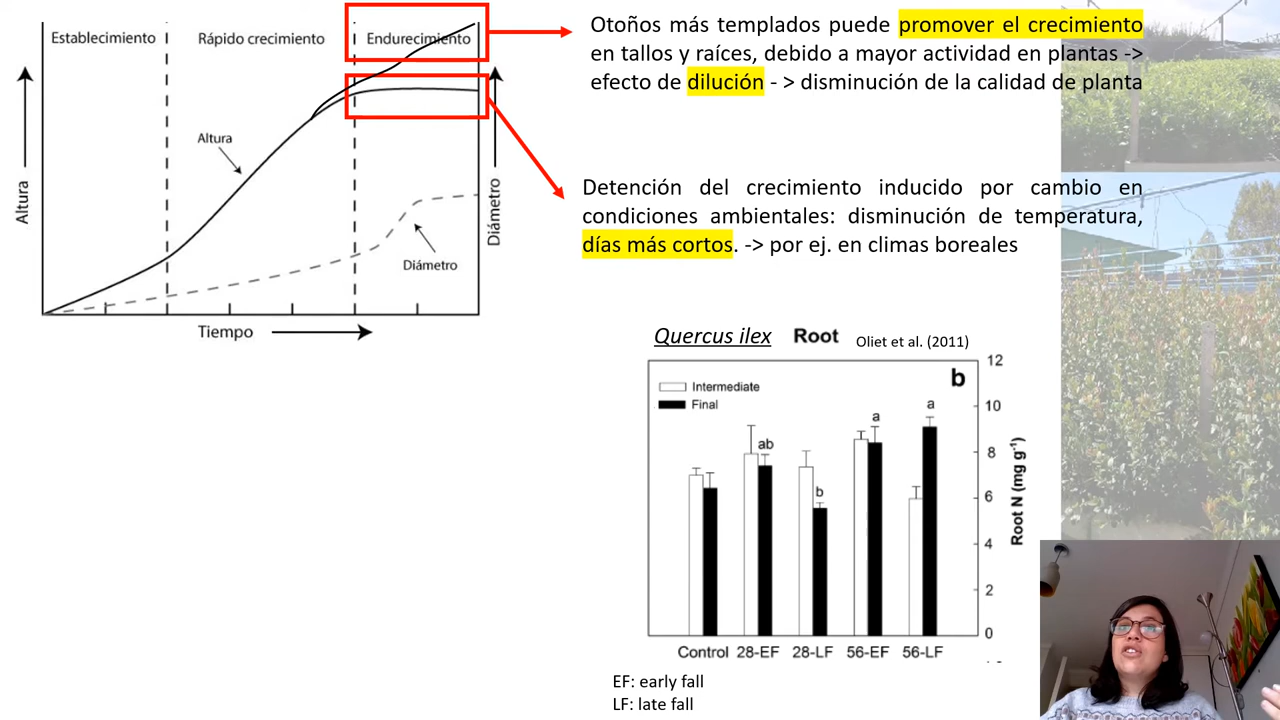 Establecimiento
Rápido crecimiento
Endurecimiento
Altura
Altura
Diámetro
Diámetro
Tiempo
Otoños más templados puede promover el crecimiento
en tallos y raíces, debido a mayor actividad en plantas ->
efecto de dilución - > disminución de la calidad de planta
Detención del crecimiento inducido por cambio en
condiciones ambientales: disminución de temperatura,
días más cortos. -> por ej. en climas boreales
Quercus ilex Root Oliet et al. (2011)
b
Intermediate
Final
12
10
8
6
4
2
0
Root N (mg g-1)
ab
b
a
a
Control 28-EF 28-LF 56-EF 56-LF
EF: early fall
LF: late fall